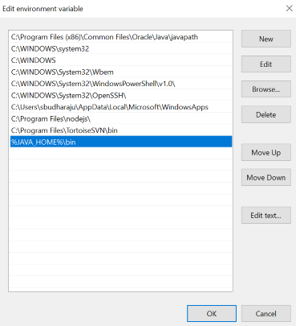 Edit environment variable
C:\Program Files (x86)\Common Files\Oracle\Java\javapath
C:\WINDOWS\system32
C:\WINDOWS
C:\WINDOWS\System32\Wbem
C:\WINDOWS\System32\WindowsPowerShell\v1.0\
C:\WINDOWS\System32\OpenSSH\
C:\Users\sbudharaju\AppData\Local\Microsoft\WindowsApps
C:\Program Files\nodejs\
C:\Program Files\TortoiseSVN\bin
%JAVA_HOME%\bin
New
Edit
Browse...
Delete
Move Up
Move Down
Edit text...
OK
Cancel